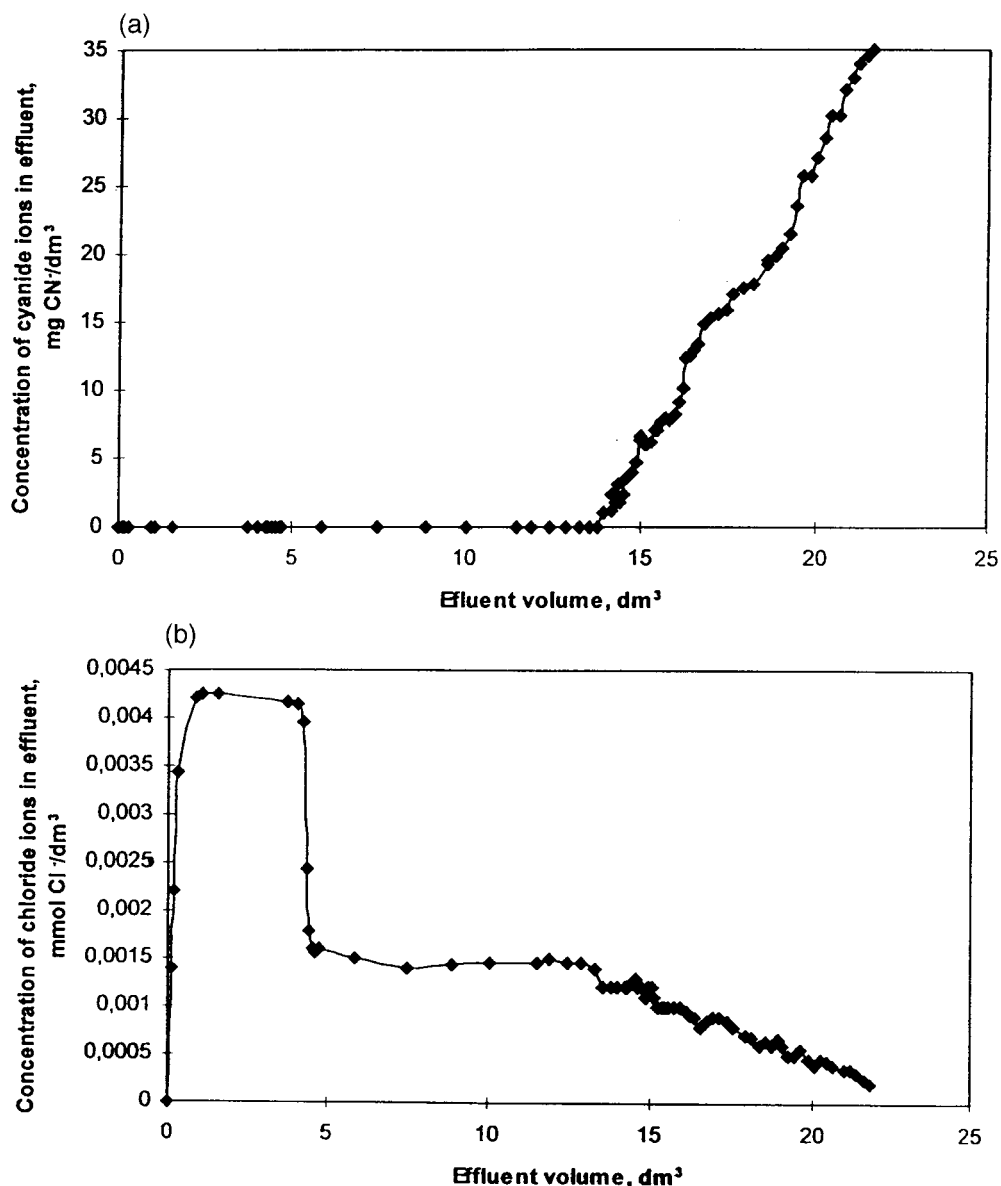 (a)
Concentration of cyanide ions in effluent,
mg CN⁻/dm³
35
30
25
20
15
10
5
0
0 5 10 15 20 25
Effluent volume, dm³
(b)
Concentration of chloride ions in effluent,
mmol Cl⁻/dm³
0,0045
0,004
0,0035
0,003
0,0025
0,002
0,0015
0,001
0,0005
0
0 5 10 15 20 25
Effluent volume, dm³